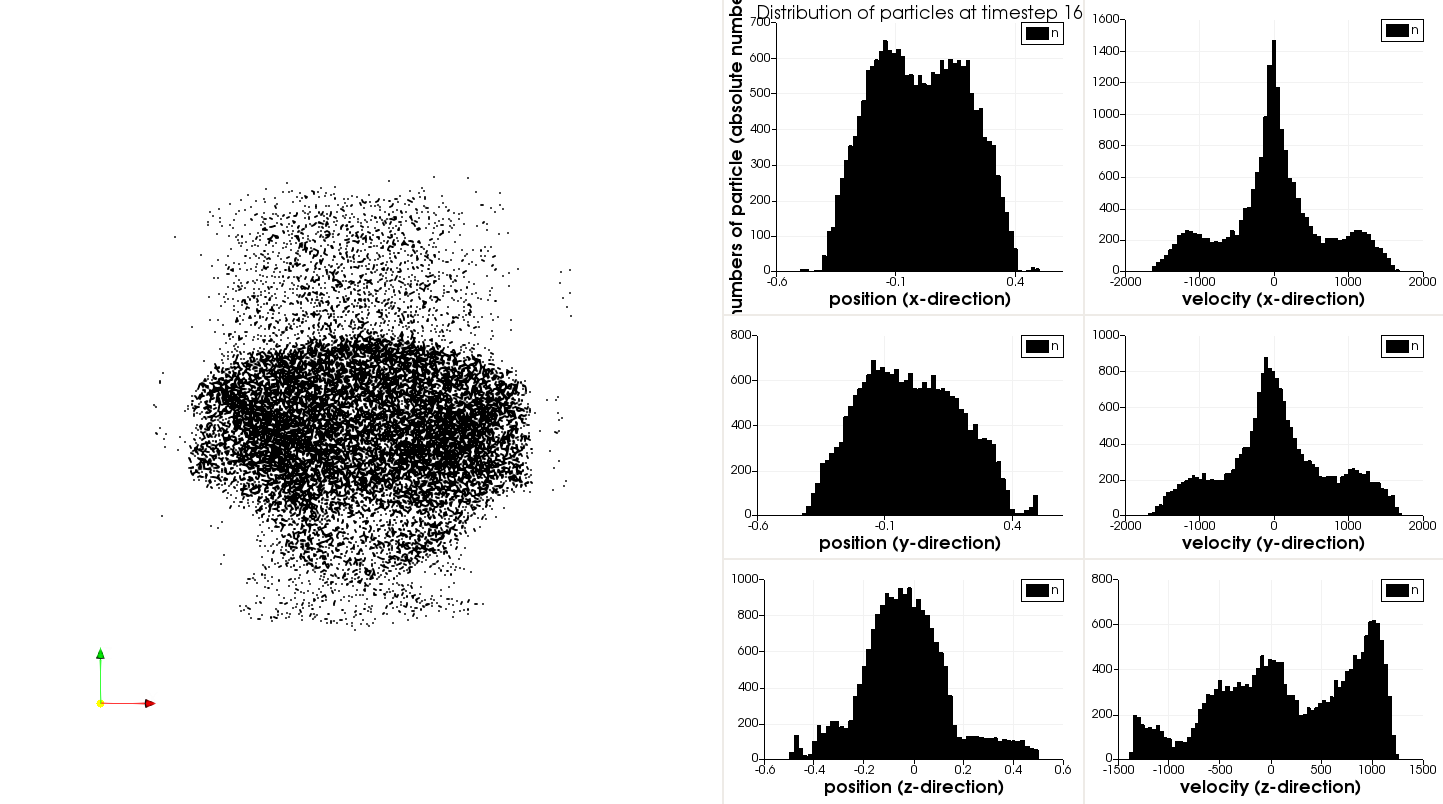 Distribution of particles at timestep 16
numbers of particle (absolute numbe
700
600
500
400
300
200
100
0
-0.6 -0.1 0.4
position (x-direction)
n
1600
1400
1200
1000
800
600
400
200
0
-2000 -1000 0 1000 2000
velocity (x-direction)
n
800
600
400
200
0
-0.6 -0.1 0.4
position (y-direction)
n
1000
800
600
400
200
0
-2000 -1000 0 1000 2000
velocity (y-direction)
n
1000
800
600
400
200
0
-0.6 -0.4 -0.2 0 0.2 0.4 0.6
position (z-direction)
n
800
600
400
200
0
-1500 -1000 -500 0 500 1000 1500
velocity (z-direction)
n